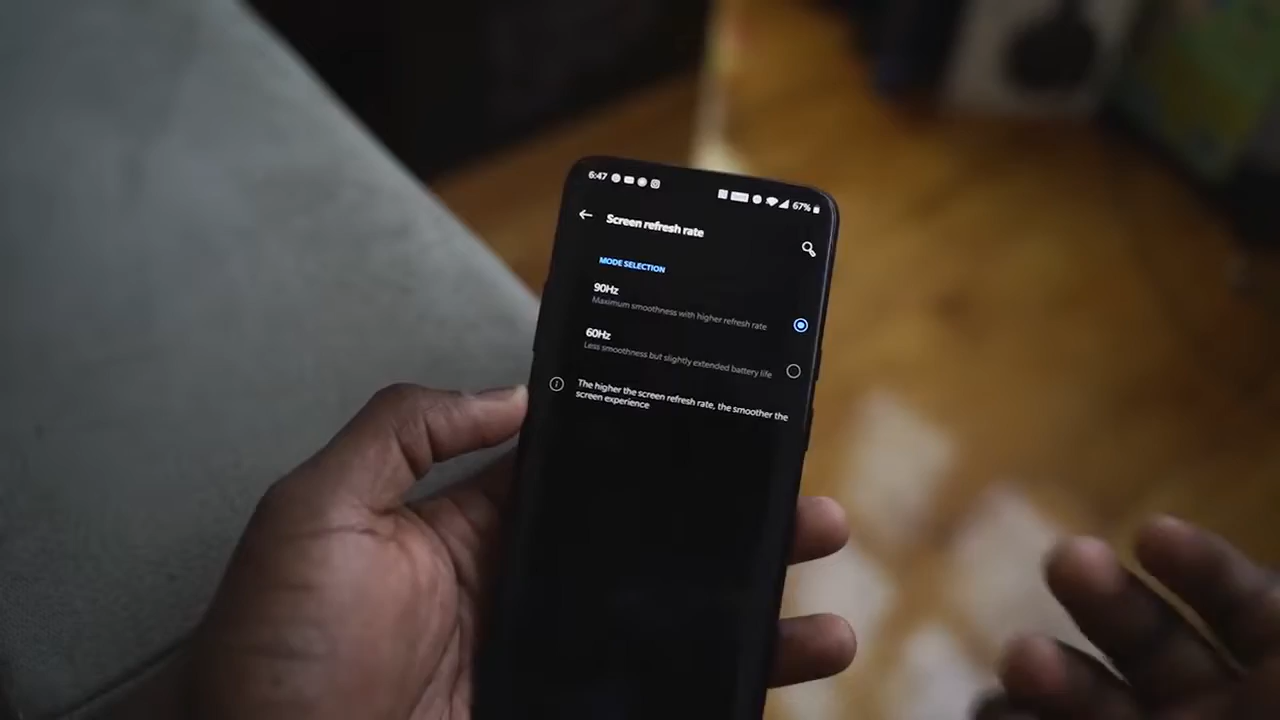 6:47 67%
Screen refresh rate
MODE SELECTION
90Hz
Maximum smoothness with higher refresh rate
60Hz
Less smoothness but slightly extended battery life
The higher the screen refresh rate, the smoother the
screen experience